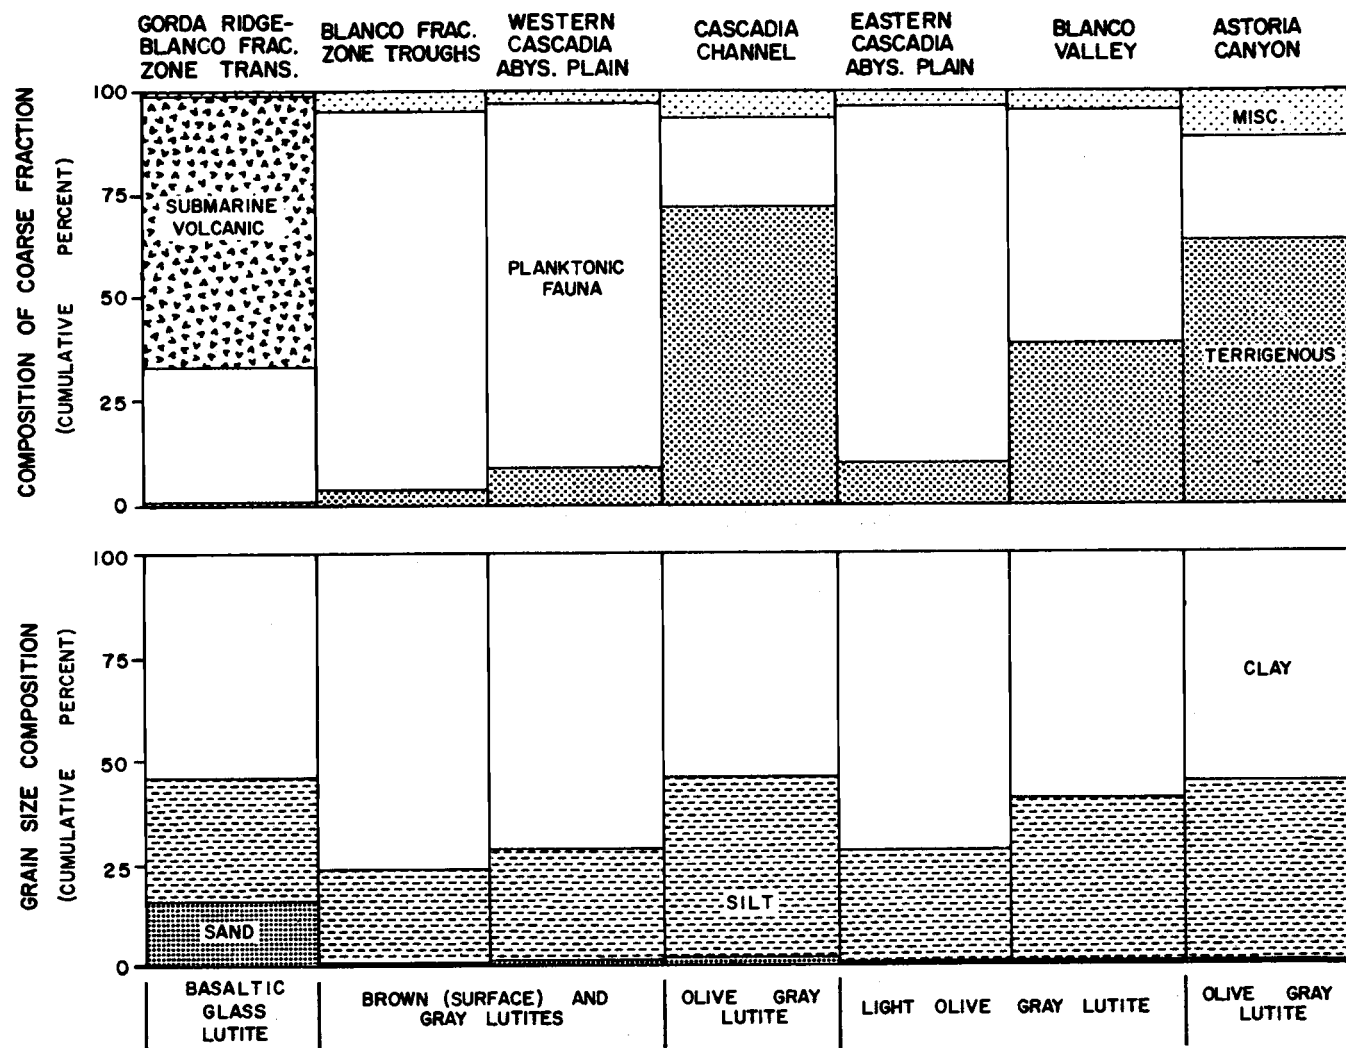 GORDA RIDGE-
BLANCO FRAC.
ZONE TRANS.
BLANCO FRAC.
ZONE TROUGHS
WESTERN
CASCADIA
ABYS. PLAIN
CASCADIA
CHANNEL
EASTERN
CASCADIA
ABYS. PLAIN
BLANCO
VALLEY
ASTORIA
CANYON
COMPOSITION OF COARSE FRACTION
(CUMULATIVE PERCENT)
100
75
50
25
0
SUBMARINE
VOLCANIC
PLANKTONIC
FAUNA
MISC.
TERRIGENOUS
GRAIN SIZE COMPOSITION
(CUMULATIVE PERCENT)
100
75
50
25
0
SAND
SILT
CLAY
BASALTIC
GLASS
LUTITE
BROWN (SURFACE) AND
GRAY LUTITES
OLIVE GRAY
LUTITE
LIGHT OLIVE GRAY LUTITE
OLIVE GRAY
LUTITE